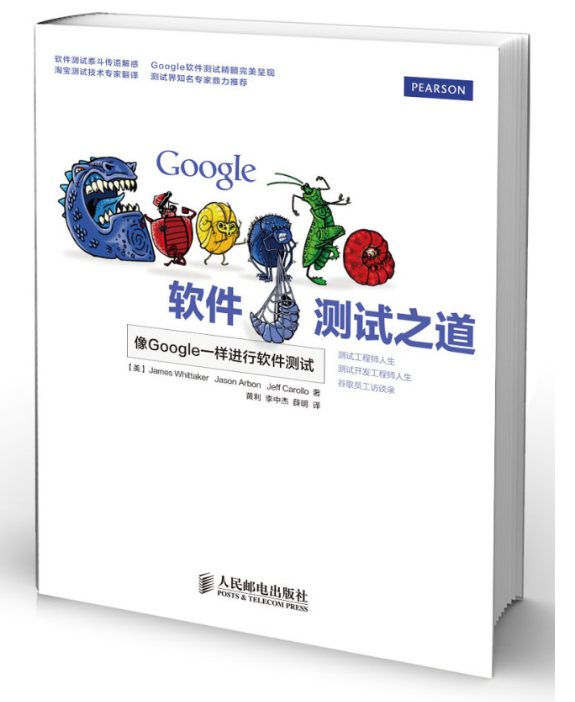 软件测试泰斗传道解惑
淘宝测试技术专家翻译
Google软件测试精髓完美呈现
测试界知名专家鼎力推荐
PEARSON
Google
软件测试之道
像Google一样进行软件测试
测试工程师人生
测试开发工程师人生
谷歌员工访谈录
【美】James Whittaker Jason Arbon Jeff Carollo 著
黄利 李中杰 薛明 译
人民邮电出版社
POSTS & TELECOM PRESS